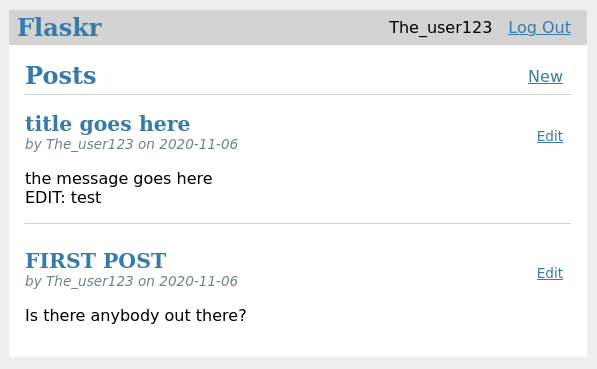 Flaskr The_user123 Log Out
Posts New
title goes here
by The_user123 on 2020-11-06
Edit
the message goes here
EDIT: test
FIRST POST
by The_user123 on 2020-11-06
Edit
Is there anybody out there?